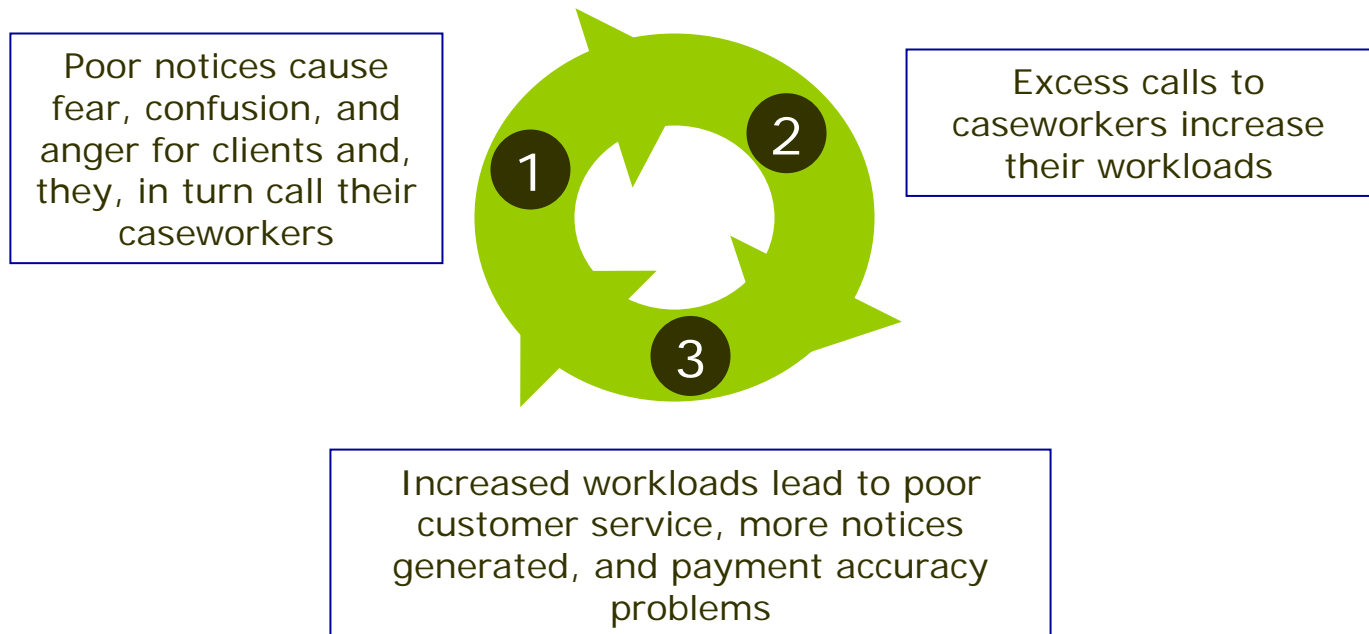 Poor notices cause
fear, confusion, and
anger for clients and,
they, in turn call their
caseworkers
1
2
Excess calls to
caseworkers increase
their workloads
3
Increased workloads lead to poor
customer service, more notices
generated, and payment accuracy
problems